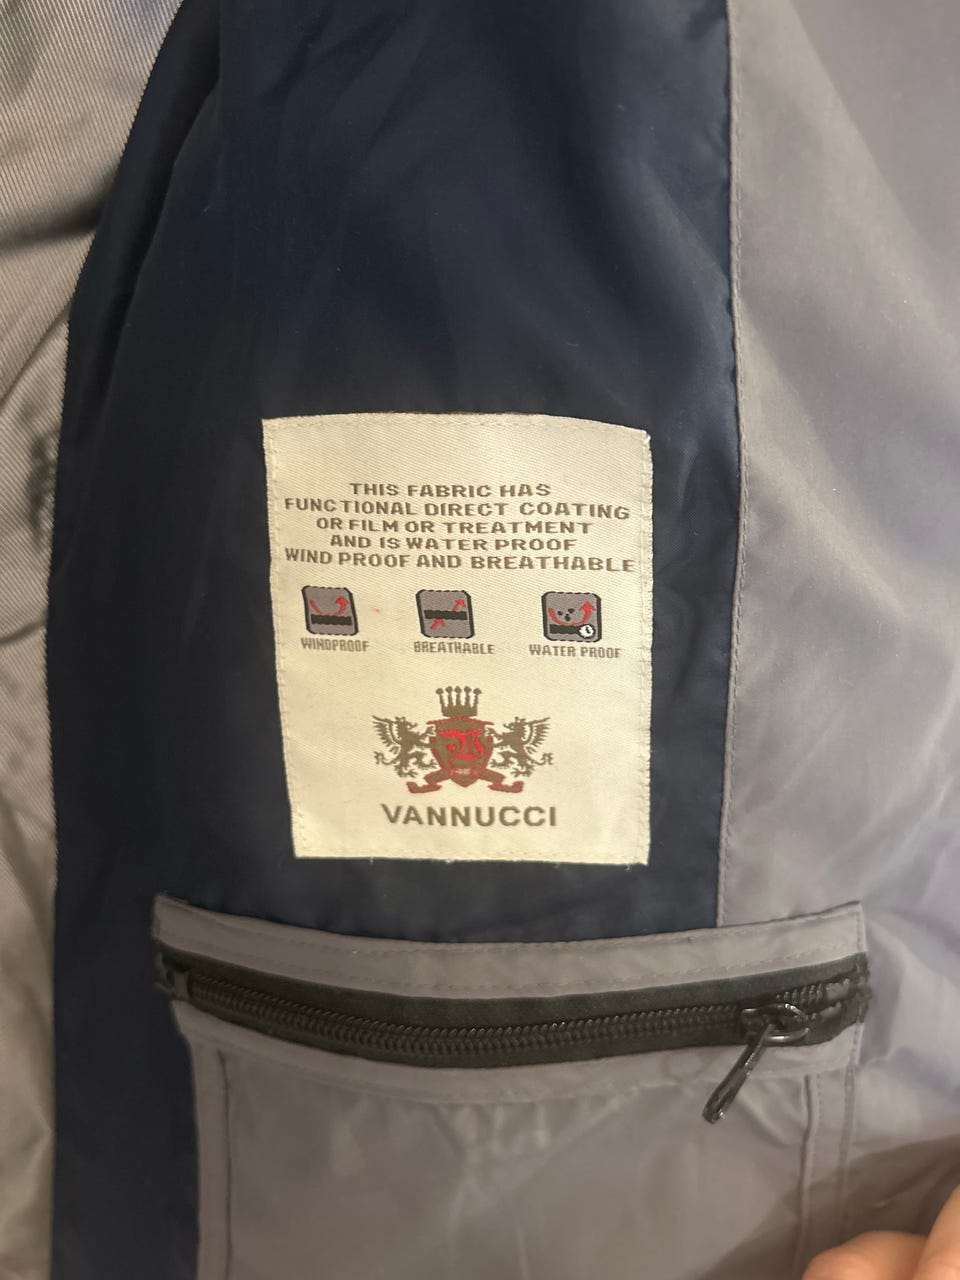 THIS FABRIC HAS
FUNCTIONAL DIRECT COATING
OR FILM OR TREATMENT
AND IS WATER PROOF
WIND PROOF AND BREATHABLE
WINDPROOF BREATHABLE WATER PROOF
VANNUCCI